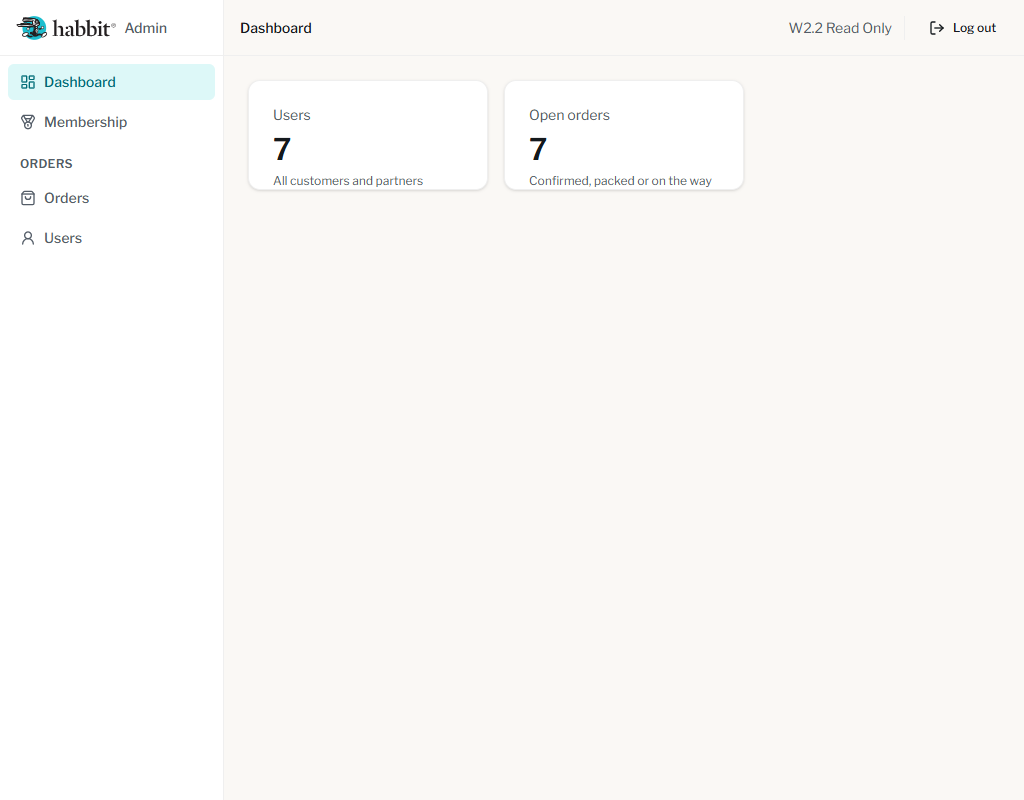 habbit® Admin
Dashboard
W2.2 Read Only
Log out
Dashboard
Membership
ORDERS
Orders
Users
Users
7
All customers and partners
Open orders
7
Confirmed, packed or on the way